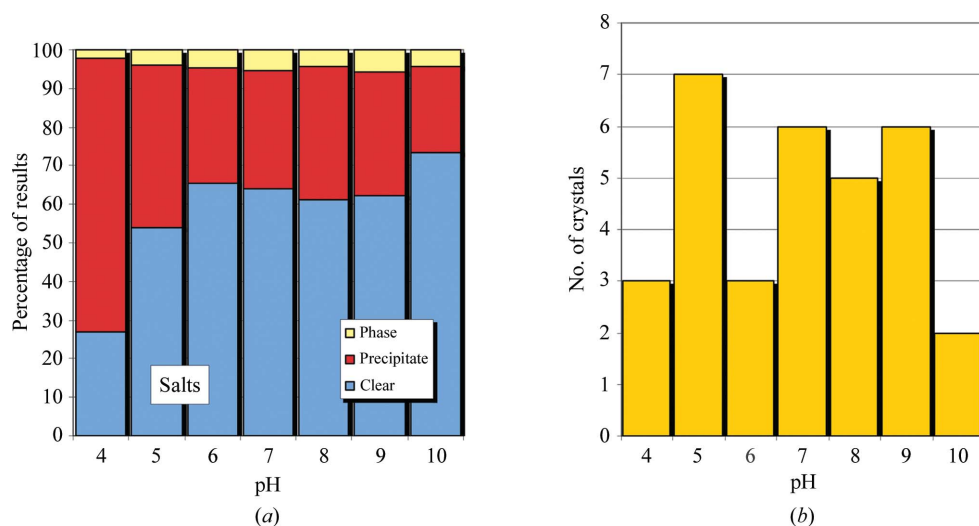 100
90
80
70
60
50
40
30
20
10
0
Percentage of results
Phase
Precipitate
Clear
Salts
4 5 6 7 8 9 10
pH
(a)
8
7
6
5
4
3
2
1
0
No. of crystals
4 5 6 7 8 9 10
pH
(b)